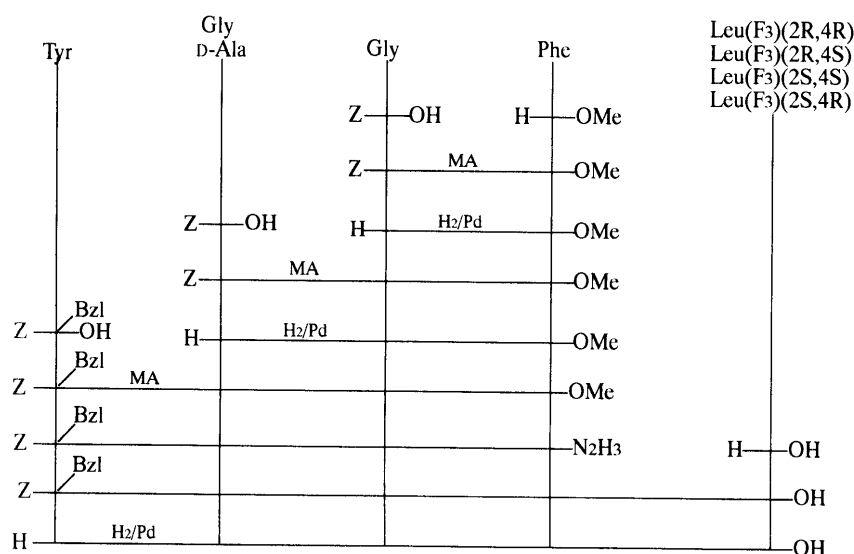 Tyr Gly D-Ala Gly Phe Leu(F3)(2R,4R)
Leu(F3)(2R,4S)
Leu(F3)(2S,4S)
Leu(F3)(2S,4R)
Z OH H OMe
Z MA OMe
Z OH H H2/Pd OMe
Z MA OMe
Z Bzl OH H H2/Pd OMe
Z Bzl MA OMe
Z Bzl N2H3 H OH
Z Bzl OH
H H2/Pd OH